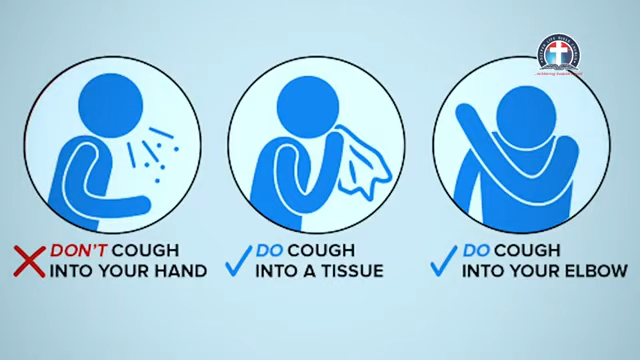 DON'T COUGH
INTO YOUR HAND
DO COUGH
INTO A TISSUE
DO COUGH
INTO YOUR ELBOW